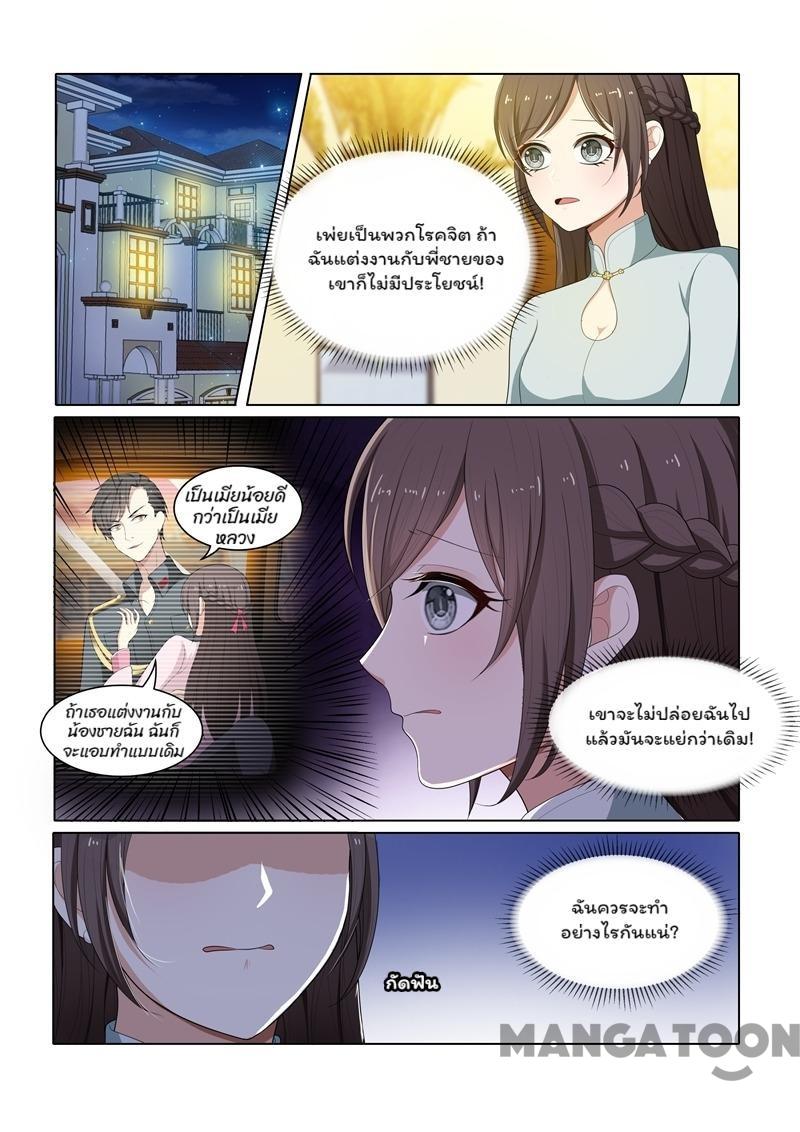 เพ่ยเป็นพวกโรคจิต ถ้า
ฉันแต่งงานกับพี่ชายของ
เขาก็ไม่มีประโยชน์!
เป็นเมียน้อยดี
กว่าเป็นเมีย
หลวง
ถ้าเธอแต่งงานกับ
น้องชายฉัน ฉันก็
จะแอบทำแบบเดิม
เขาจะไม่ปล่อยฉันไป
แล้วมันจะแย่กว่าเดิม!
ฉันควรจะทำ
อย่างไรกันแน่?
กัดฟัน
MANGATOON